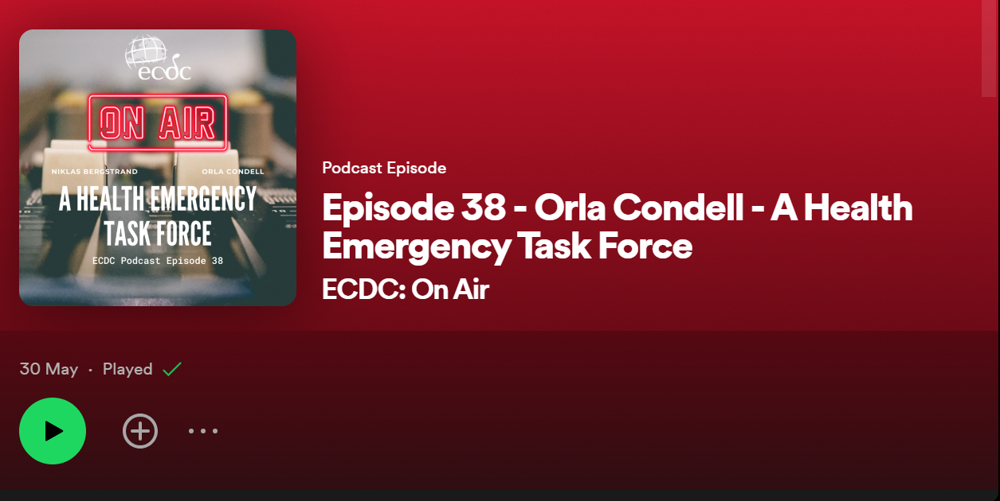 ecdc
ON AIR
NIKLAS BERGSTRAND
ORLA CONDELL
A HEALTH EMERGENCY
TASK FORCE
ECDC Podcast Episode 38
Podcast Episode
Episode 38 - Orla Condell - A Health
Emergency Task Force
ECDC: On Air
30 May · Played